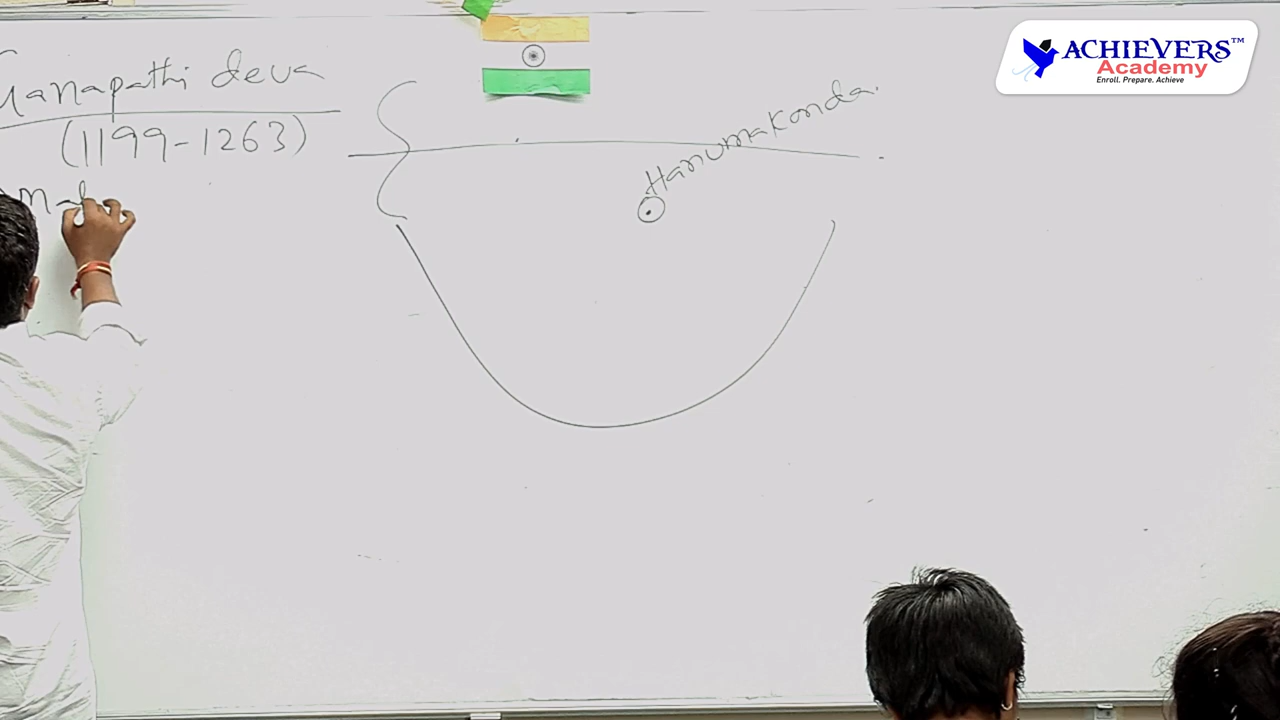 Ganapathi deva
(1199-1263)
Hanumakonda.
ACHIEVERS™
Academy
Enroll. Prepare. Achieve